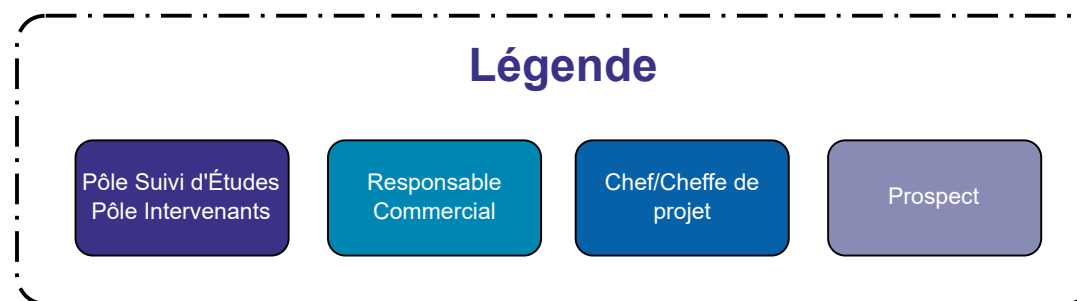 Légende
Pôle Suivi d'Études
Pôle Intervenants
Responsable
Commercial
Chef/Cheffe de
projet
Prospect